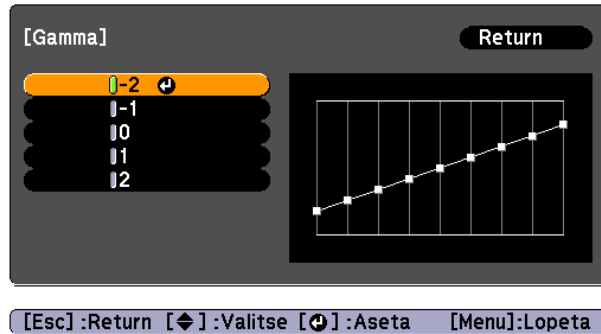 [Gamma]
Return
-2
-1
0
1
2
[Esc] :Return [◆] :Valitse [↵] :Aseta [Menu]:Lopeta